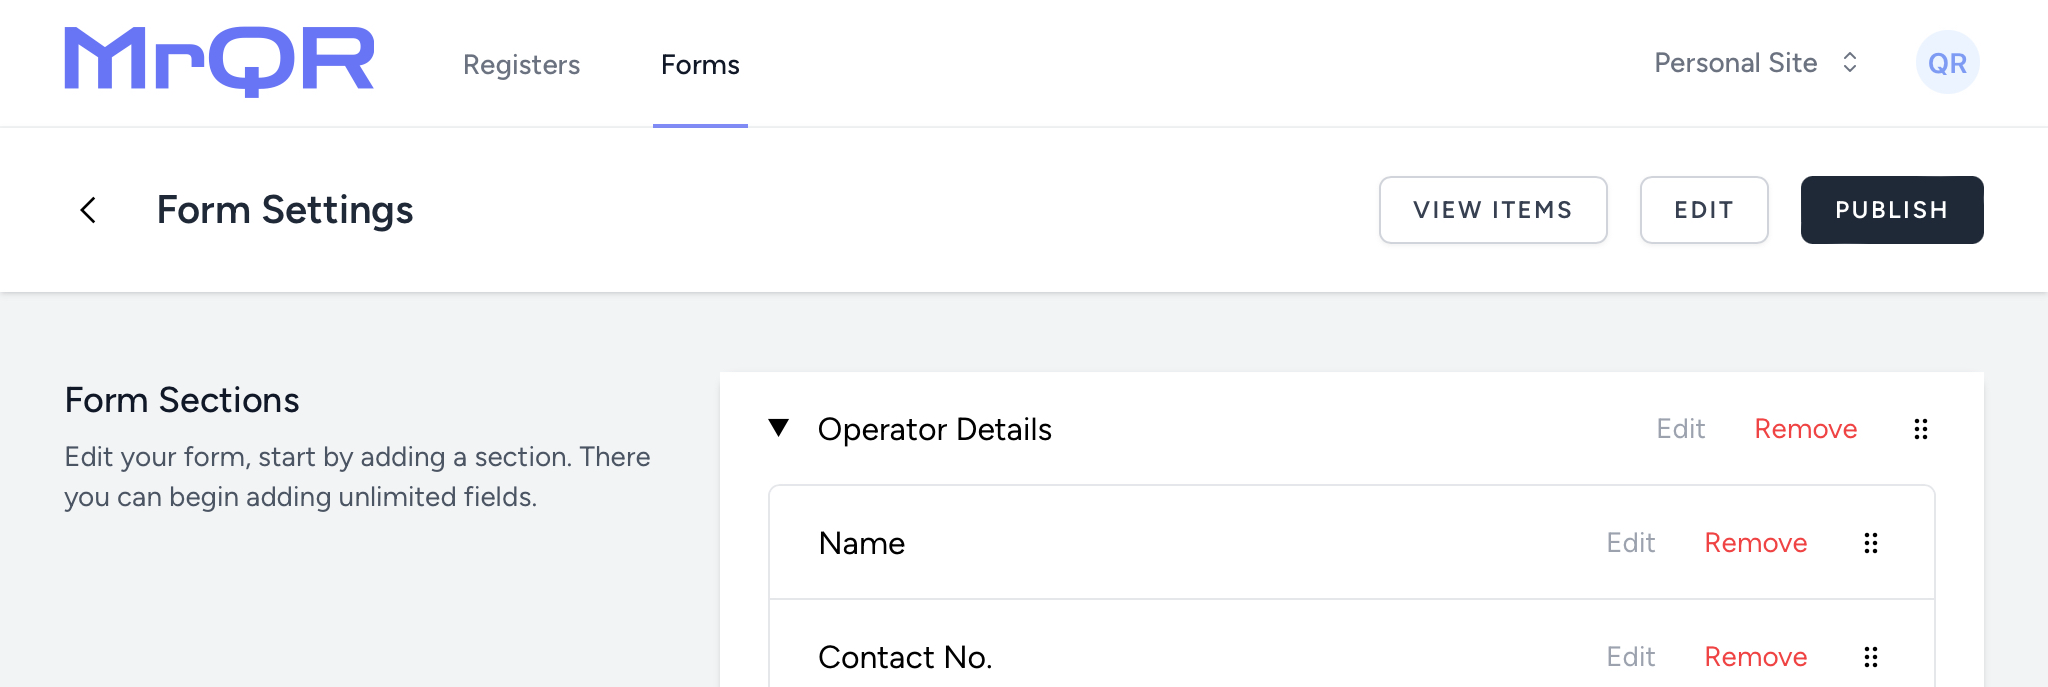 MrQR
Registers
Forms
Personal Site
QR
Form Settings
VIEW ITEMS
EDIT
PUBLISH
Form Sections
Edit your form, start by adding a section. There
you can begin adding unlimited fields.
Operator Details
Edit
Remove
Name
Edit
Remove
Contact No.
Edit
Remove